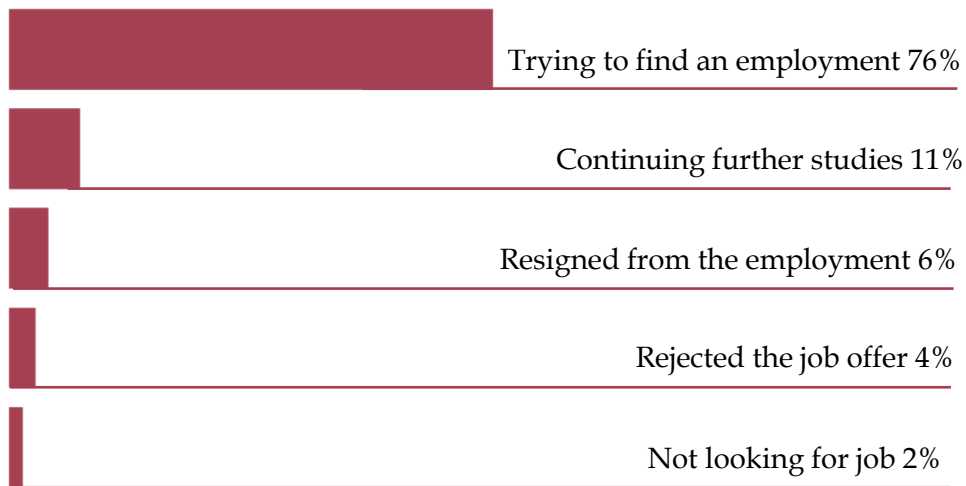 Trying to find an employment 76%
Continuing further studies 11%
Resigned from the employment 6%
Rejected the job offer 4%
Not looking for job 2%